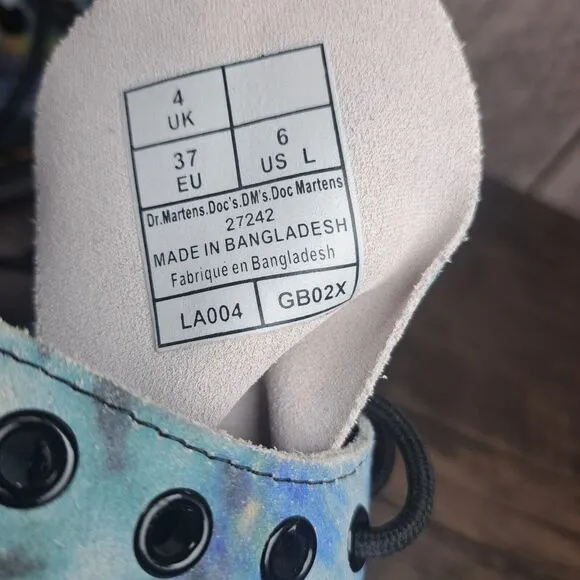 4
UK
37
EU
6
US L
Dr.Martens.Doc's.DM's.Doc Martens
27242
MADE IN BANGLADESH
Fabriqué en Bangladesh
LA004
GB02X